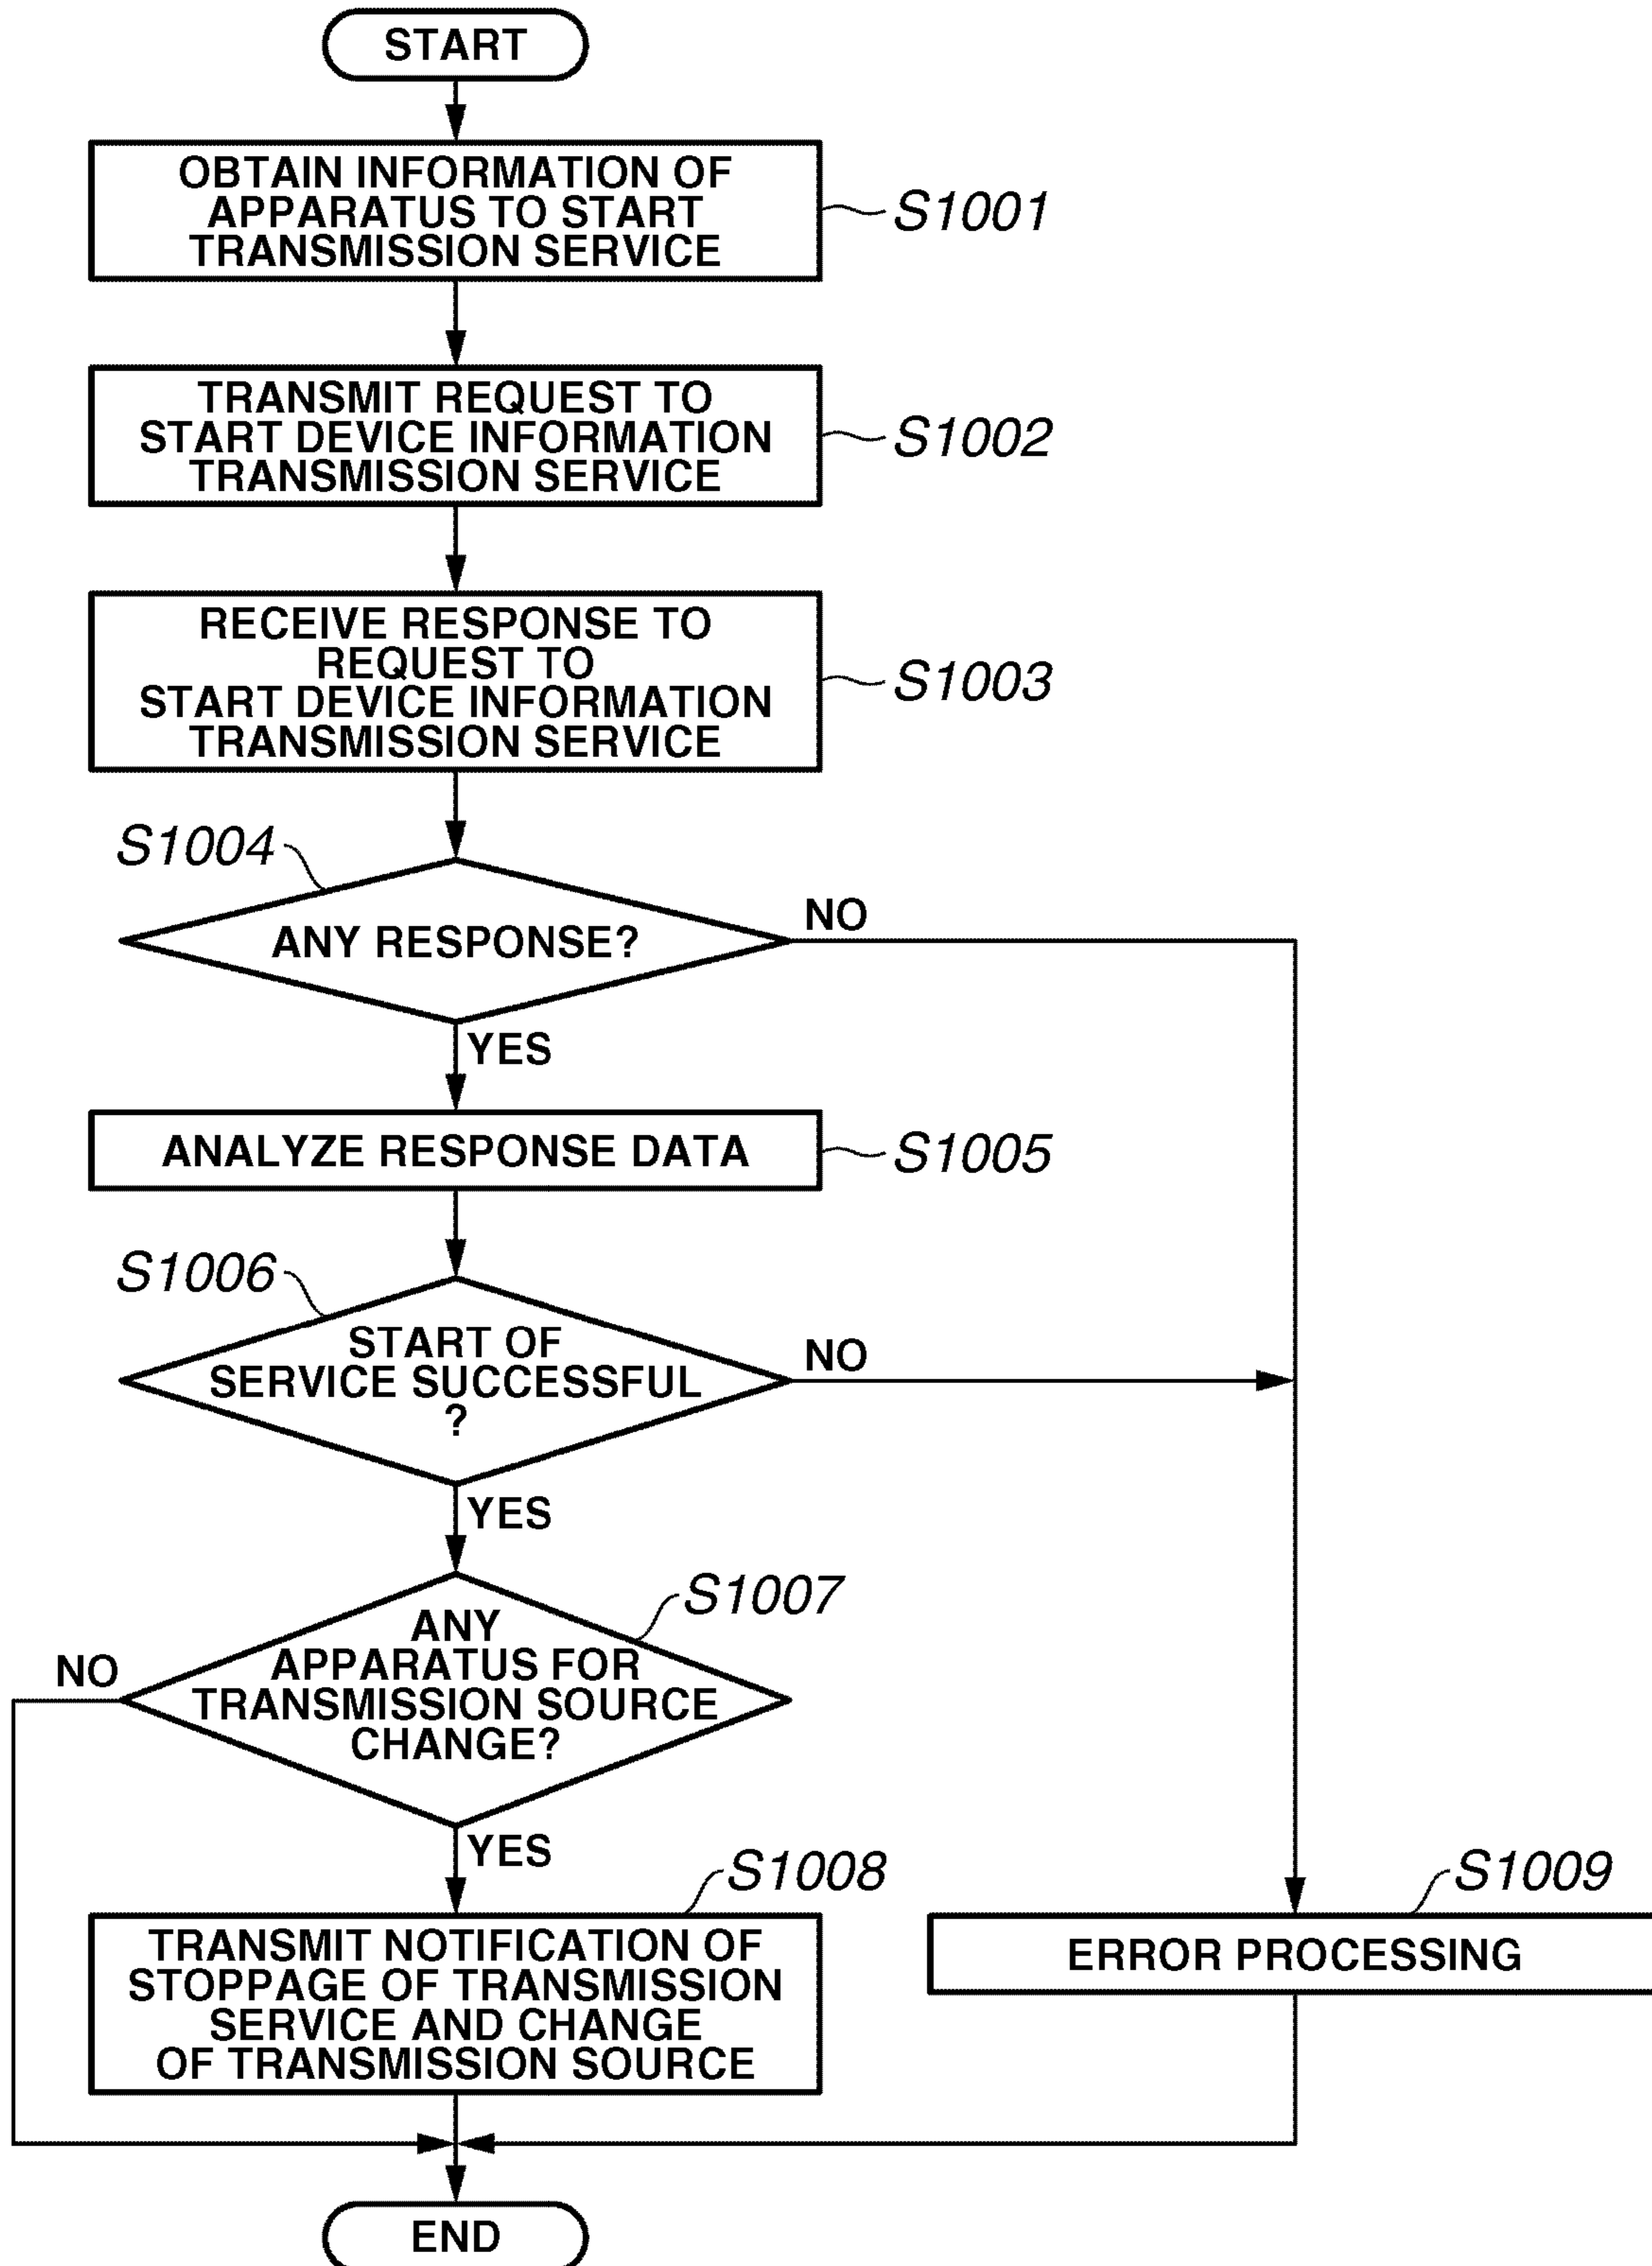 START
OBTAIN INFORMATION OF
APPARATUS TO START
TRANSMISSION SERVICE
S1001
TRANSMIT REQUEST TO
START DEVICE INFORMATION
TRANSMISSION SERVICE
S1002
RECEIVE RESPONSE TO
REQUEST TO
START DEVICE INFORMATION
TRANSMISSION SERVICE
S1003
S1004
ANY RESPONSE?
NO
YES
ANALYZE RESPONSE DATA
S1005
S1006
START OF
SERVICE SUCCESSFUL
?
NO
YES
S1007
ANY
APPARATUS FOR
TRANSMISSION SOURCE
CHANGE?
NO
YES
S1008
TRANSMIT NOTIFICATION OF
STOPPAGE OF TRANSMISSION
SERVICE AND CHANGE
OF TRANSMISSION SOURCE
S1009
ERROR PROCESSING
END